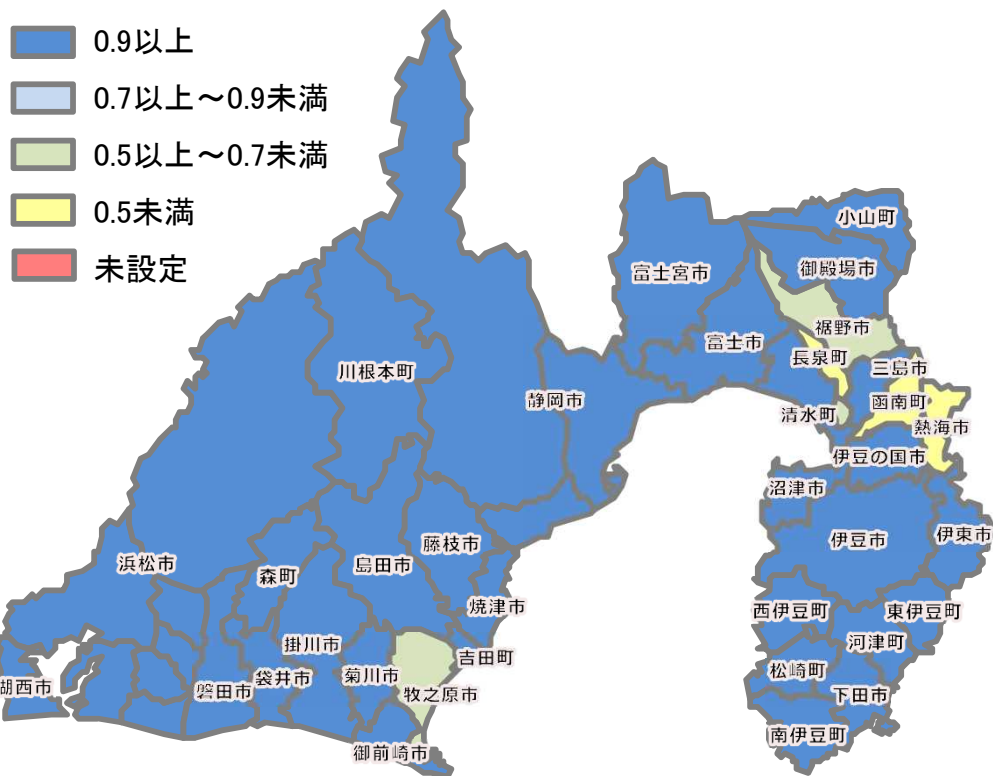 0.9以上
0.7以上～0.9未満
0.5以上～0.7未満
0.5未満
未設定
小山町
御殿場市
富士宮市
裾野市
富士市
長泉町
三島市
川根本町
静岡市
函南町
清水町
熱海市
伊豆の国市
沼津市
伊東市
伊豆市
藤枝市
島田市
浜松市
森町
焼津市
西伊豆町
東伊豆町
河津町
掛川市
吉田町
菊川市
袋井市
松崎町
湖西市
磐田市
牧之原市
下田市
南伊豆町
御前崎市